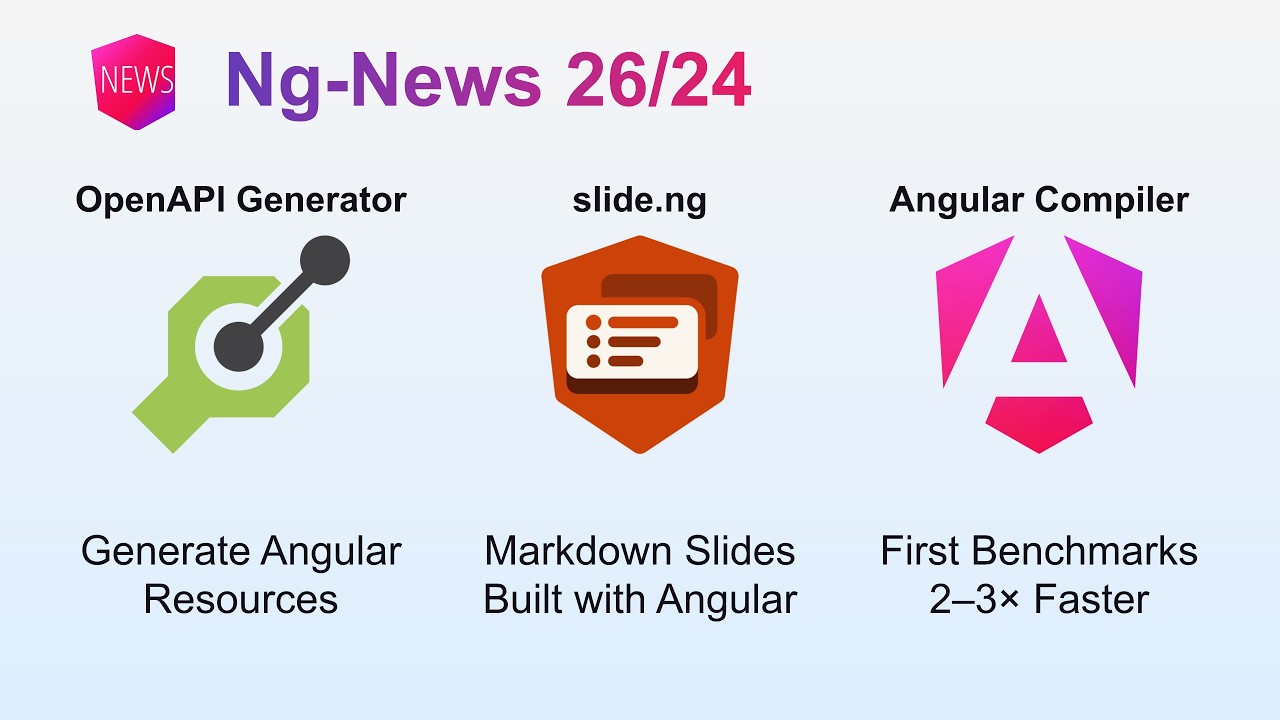 NEWS
Ng-News 26/24
OpenAPI Generator
slide.ng
Angular Compiler
Generate Angular
Resources
Markdown Slides
Built with Angular
First Benchmarks
2–3× Faster